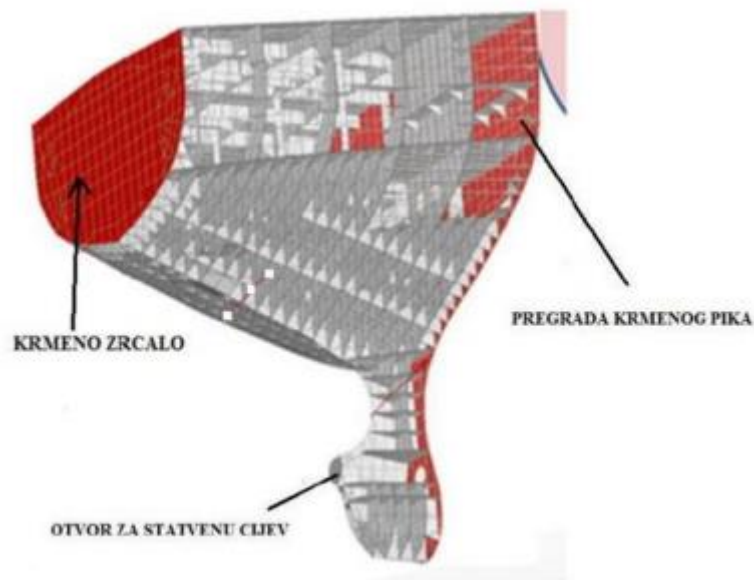 KRMENO ZRCALO
PREGRADA KRMENOG PIKA
OTVOR ZA STATVENU CIJEV